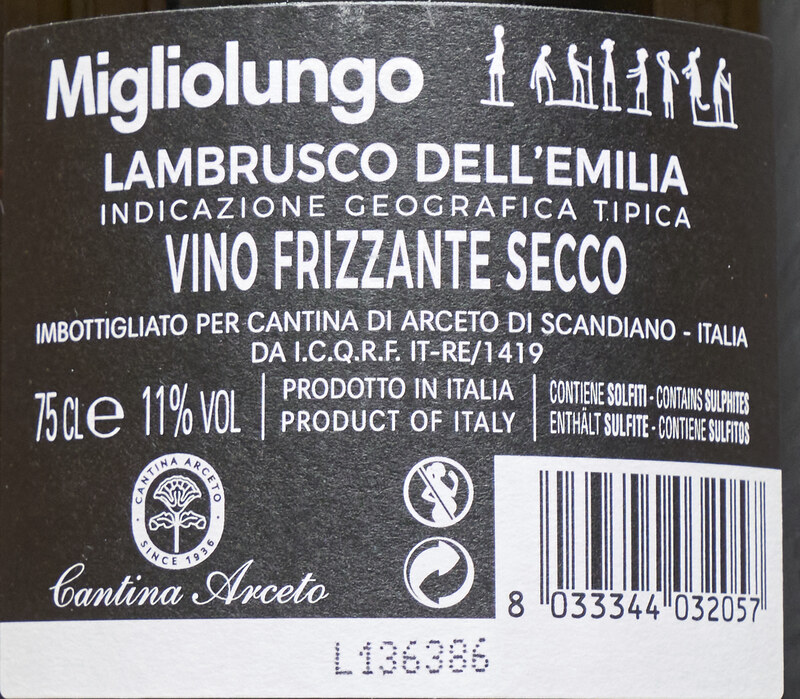 Migliolungo
LAMBRUSCO DELL'EMILIA
INDICAZIONE GEOGRAFICA TIPICA
VINO FRIZZANTE SECCO
IMBOTTIGLIATO PER CANTINA DI ARCETO DI SCANDIANO - ITALIA
DA I.C.Q.R.F. IT-RE/1419
75 CL e 11% VOL
PRODOTTO IN ITALIA
PRODUCT OF ITALY
CONTIENE SOLFITI - CONTAINS SULPHITES
ENTHÄLT SULFITE - CONTIENE SULFITOS
CANTINA ARCETO
SINCE 1936
Cantina Arceto
8 033344 032057
L136386